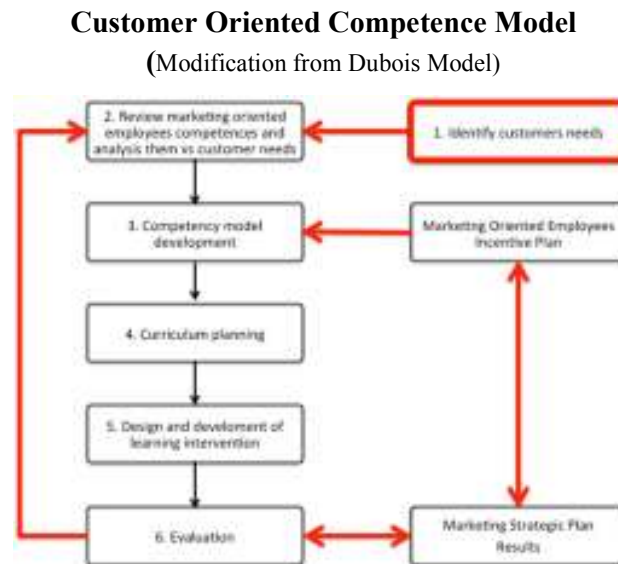 Customer Oriented Competence Model
(Modification from Dubois Model)
2. Review marketing oriented
employees competences and
analysis them vs customer needs
1. Identify customers needs
3. Competency model
development
Marketing Oriented Employees
Incentive Plan
4. Curriculum planning
5. Design and develoment of
learning intervention
6. Evaluation
Marketing Strategic Plan
Results